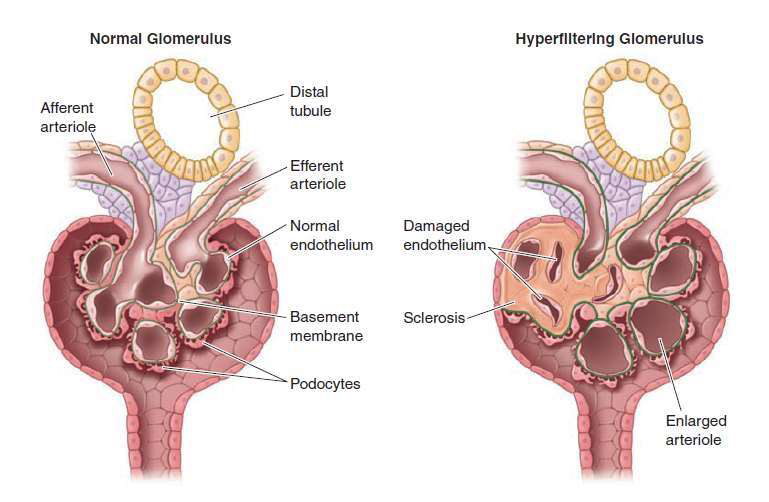 Normal Glomerulus
Afferent
arteriole
Distal
tubule
Efferent
arteriole
Normal
endothelium
Basement
membrane
Podocytes
Hyperfiltering Glomerulus
Damaged
endothelium
Sclerosis
Enlarged
arteriole